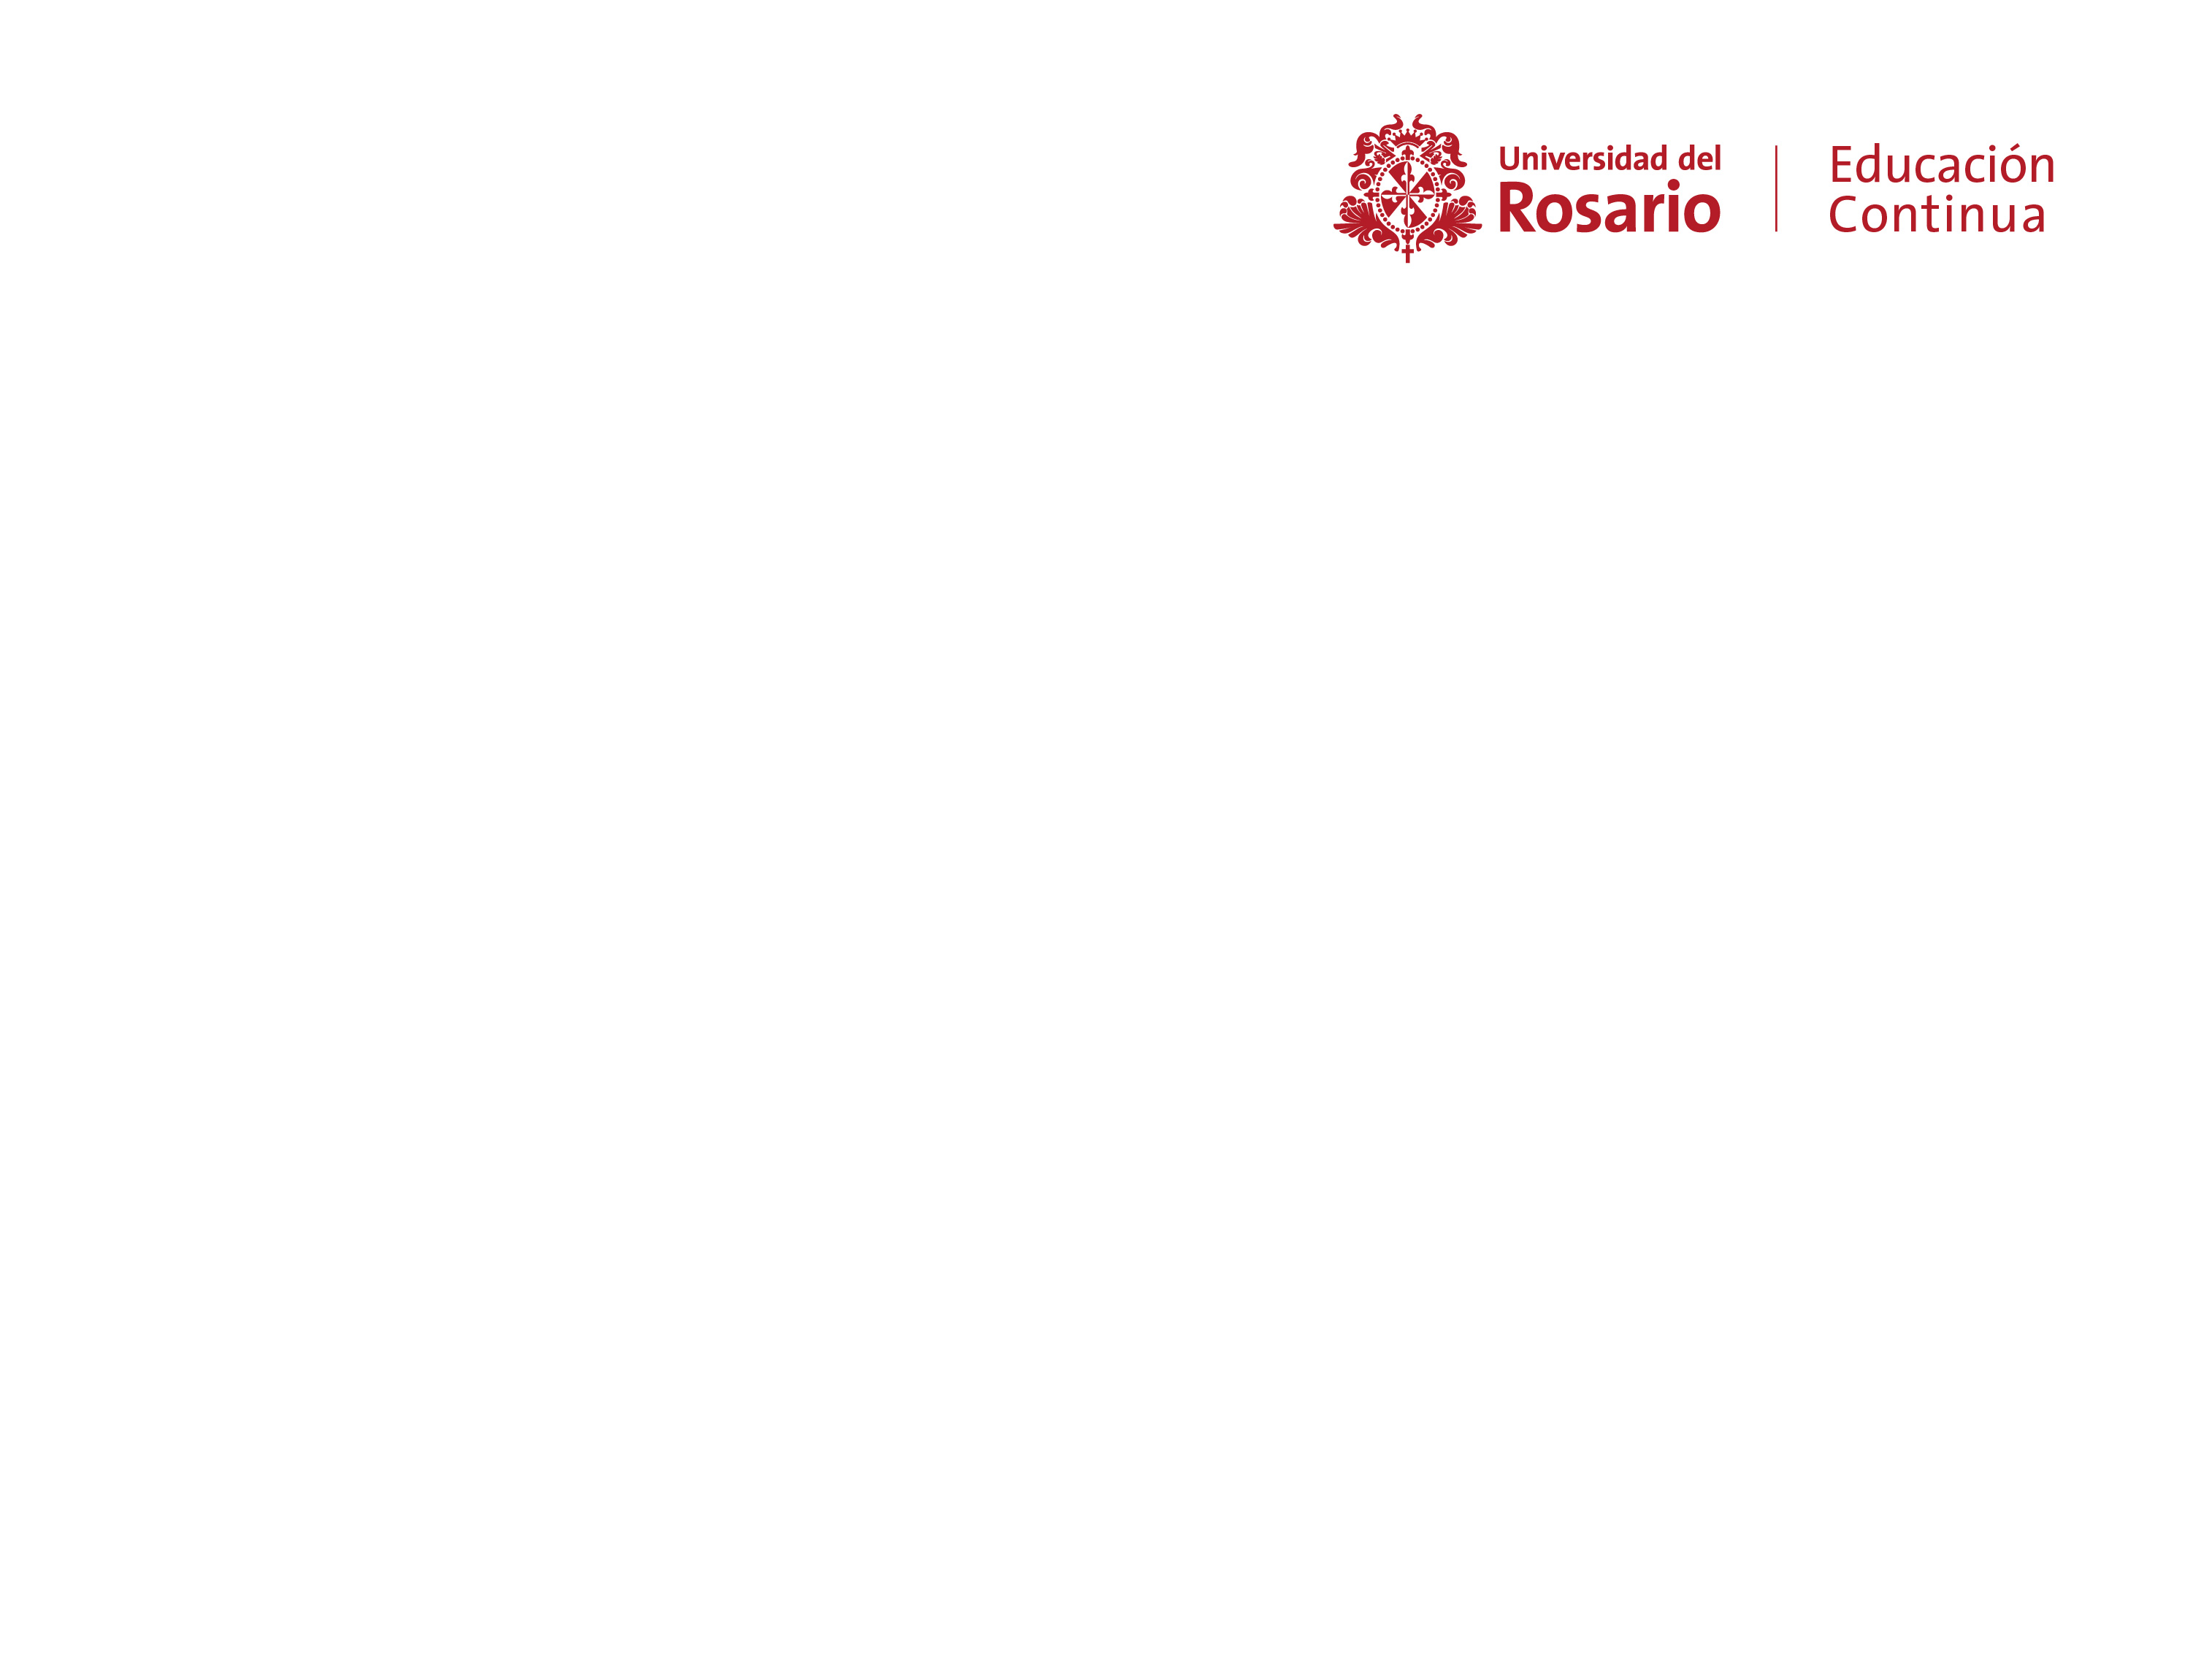 Universidad del
Rosario
Educación
Continua